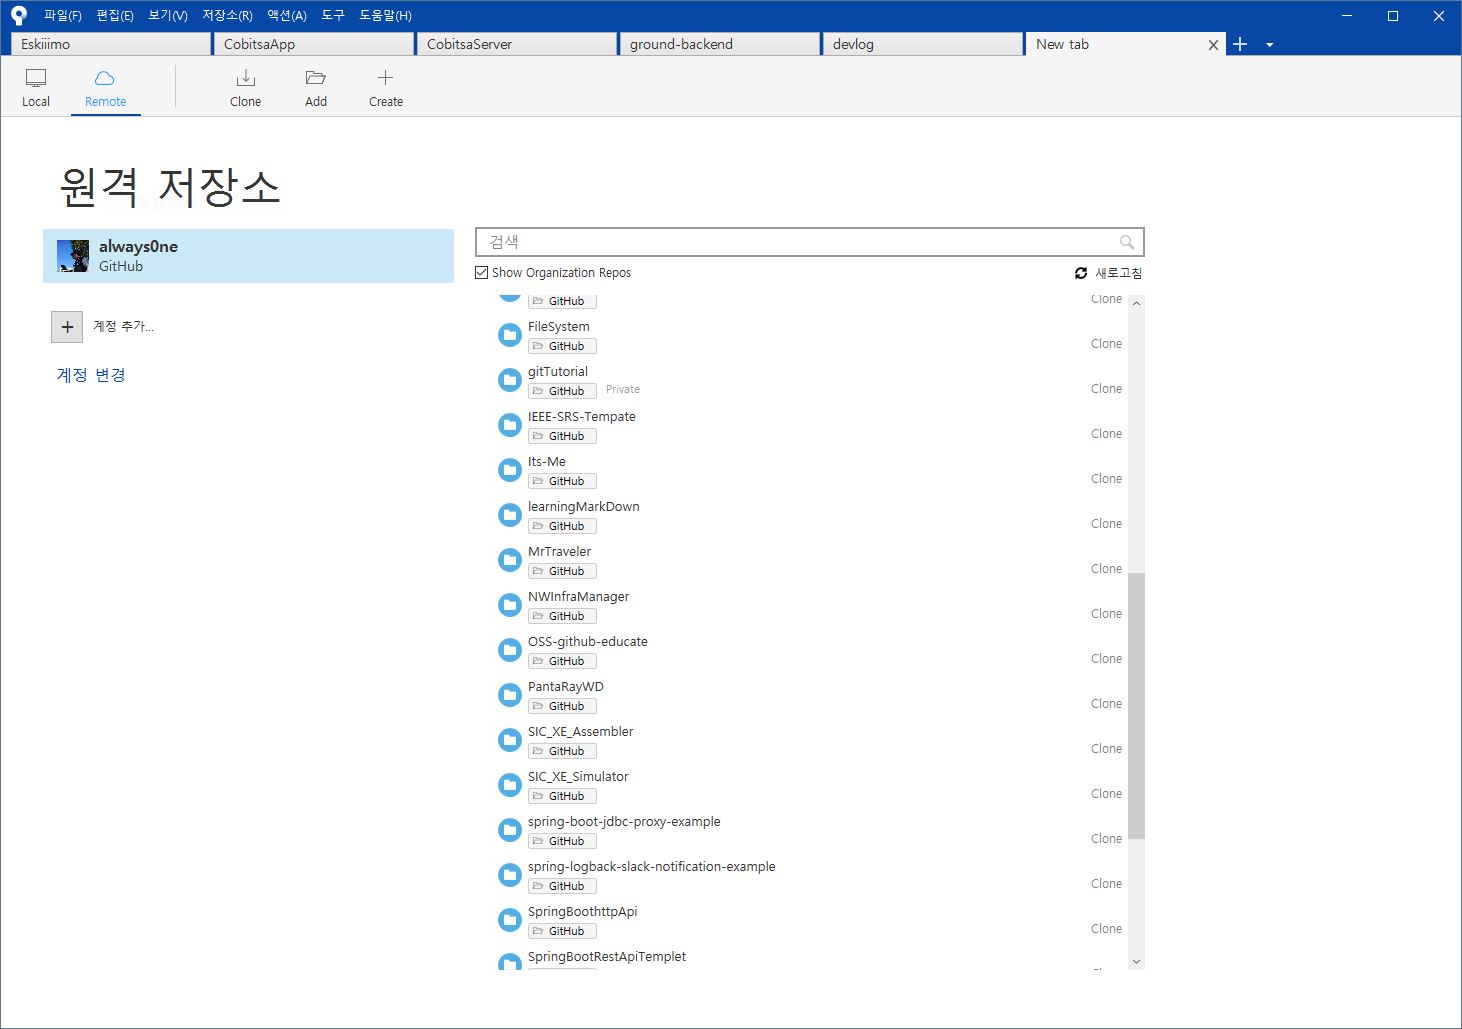 파일(F) 편집(E) 보기(V) 저장소(R) 액션(A) 도구 도움말(H)
Eskiiimo CobitsaApp CobitsaServer ground-backend devlog New tab
Local Remote Clone Add Create
원격 저장소
always0ne
GitHub
계정 추가...
계정 변경
검색
Show Organization Repos 새로고침
GitHub Clone
FileSystem
GitHub Clone
gitTutorial
GitHub Private Clone
IEEE-SRS-Tempate
GitHub Clone
Its-Me
GitHub Clone
learningMarkDown
GitHub Clone
MrTraveler
GitHub Clone
NWInfraManager
GitHub Clone
OSS-github-educate
GitHub Clone
PantaRayWD
GitHub Clone
SIC_XE_Assembler
GitHub Clone
SIC_XE_Simulator
GitHub Clone
spring-boot-jdbc-proxy-example
GitHub Clone
spring-logback-slack-notification-example
GitHub Clone
SpringBoothttpApi
GitHub Clone
SpringBootRestApiTemplet